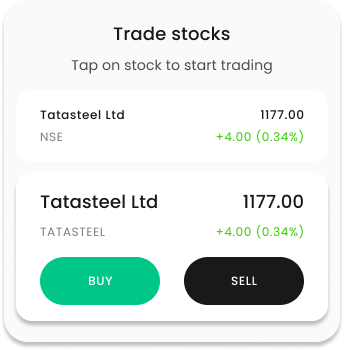 Trade stocks
Tap on stock to start trading
Tatasteel Ltd 1177.00
NSE +4.00 (0.34%)
Tatasteel Ltd 1177.00
TATASTEEL +4.00 (0.34%)
BUY SELL